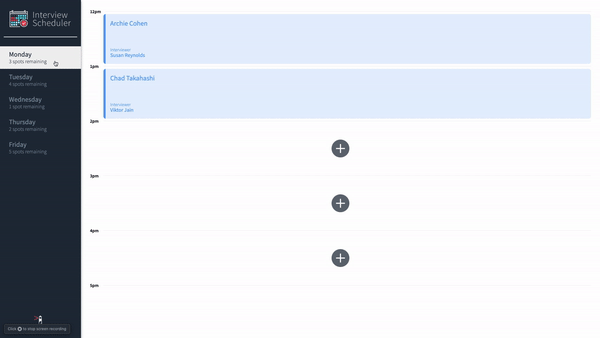 Interview
Scheduler
Monday
3 spots remaining
Tuesday
4 spots remaining
Wednesday
1 spot remaining
Thursday
2 spots remaining
Friday
5 spots remaining
Click to stop screen recording
12pm
Archie Cohen
Interviewer
Susan Reynolds
1pm
Chad Takahashi
Interviewer
Viktor Jain
2pm
3pm
4pm
5pm